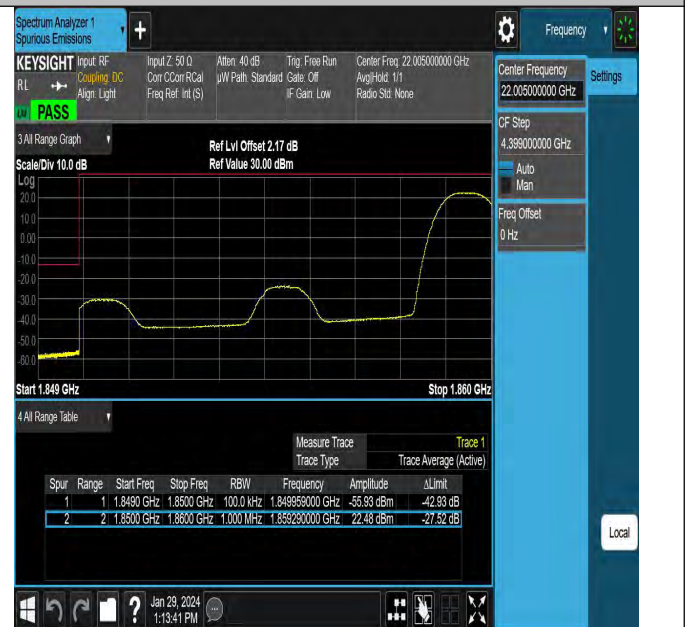 Spectrum Analyzer 1
Spurious Emissions
Frequency
KEYSIGHT Input: RF Input Z: 50 Ω Atten: 40 dB Trig: Free Run Center Freq: 22.005000000 GHz
RL Coupling: DC Corr CCorr RCal µW Path: Standard Gate: Off Avg|Hold: 1/1
Align: Light Freq Ref: Int (S) IF Gain: Low Radio Std: None
PASS
Center Frequency
22.005000000 GHz
Settings
CF Step
4.399000000 GHz
Auto
Man
Freq Offset
0 Hz
3 All Range Graph
Ref Lvl Offset 2.17 dB
Scale/Div 10.0 dB Ref Value 30.00 dBm
Log
20.0
10.0
0.00
-10.0
-20.0
-30.0
-40.0
-50.0
-60.0
Start 1.849 GHz Stop 1.860 GHz
4 All Range Table
Measure Trace Trace 1
Trace Type Trace Average (Active)
Spur Range Start Freq Stop Freq RBW Frequency Amplitude ΔLimit
1 1 1.8490 GHz 1.8500 GHz 100.0 kHz 1.849959000 GHz -55.93 dBm -42.93 dB
2 2 1.8500 GHz 1.8600 GHz 1.000 MHz 1.859290000 GHz 22.48 dBm -27.52 dB
Local
Jan 29, 2024
1:13:41 PM